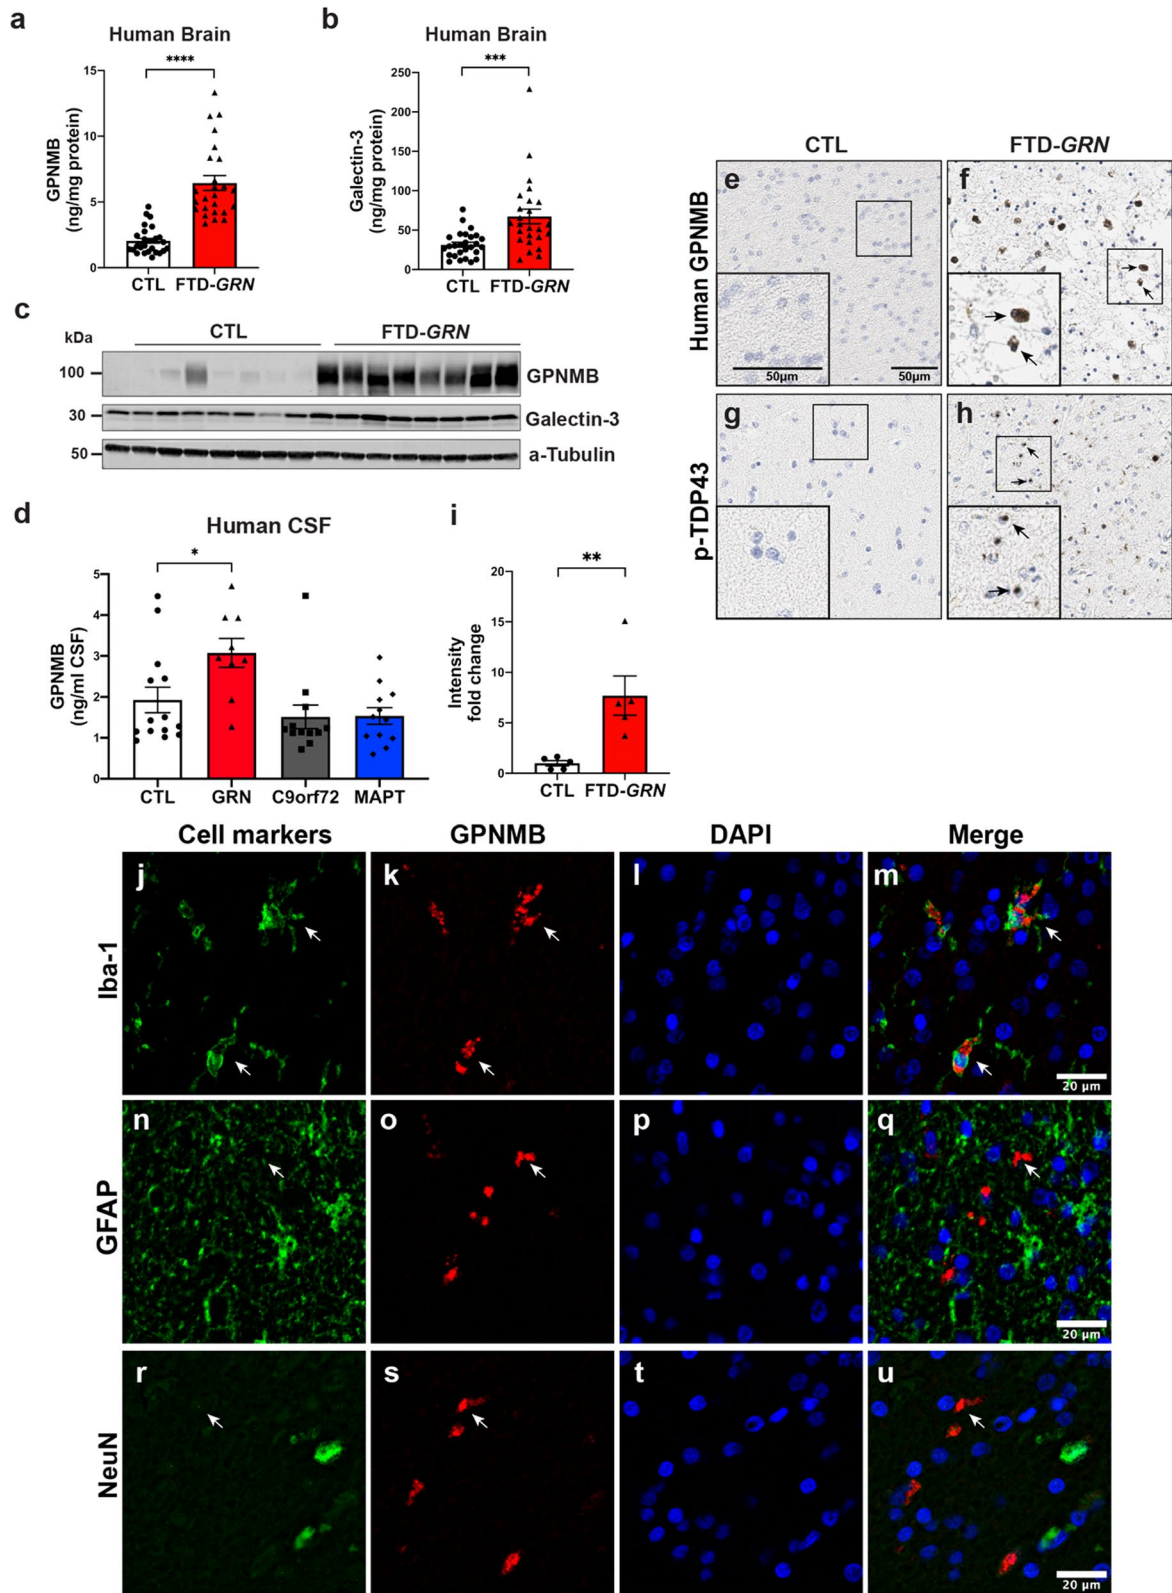 a
Human Brain
****
15
10
5
0
GPNMB
(ng/mg protein)
CTL
FTD-GRN
b
Human Brain
***
250
200
150
100
50
0
Galectin-3
(ng/mg protein)
CTL
FTD-GRN
c
kDa
CTL
FTD-GRN
100
GPNMB
30
Galectin-3
50
a-Tubulin
CTL
FTD-GRN
Human GPNMB
e
50µm
50µm
f
p-TDP43
g
h
d
Human CSF
*
5
4
3
2
1
0
GPNMB
(ng/ml CSF)
CTL
GRN
C9orf72
MAPT
i
**
20
15
10
5
0
Intensity
fold change
CTL
FTD-GRN
Cell markers
GPNMB
DAPI
Merge
Iba-1
j
k
l
m
20 µm
GFAP
n
o
p
q
20 µm
NeuN
r
s
t
u
20 µm